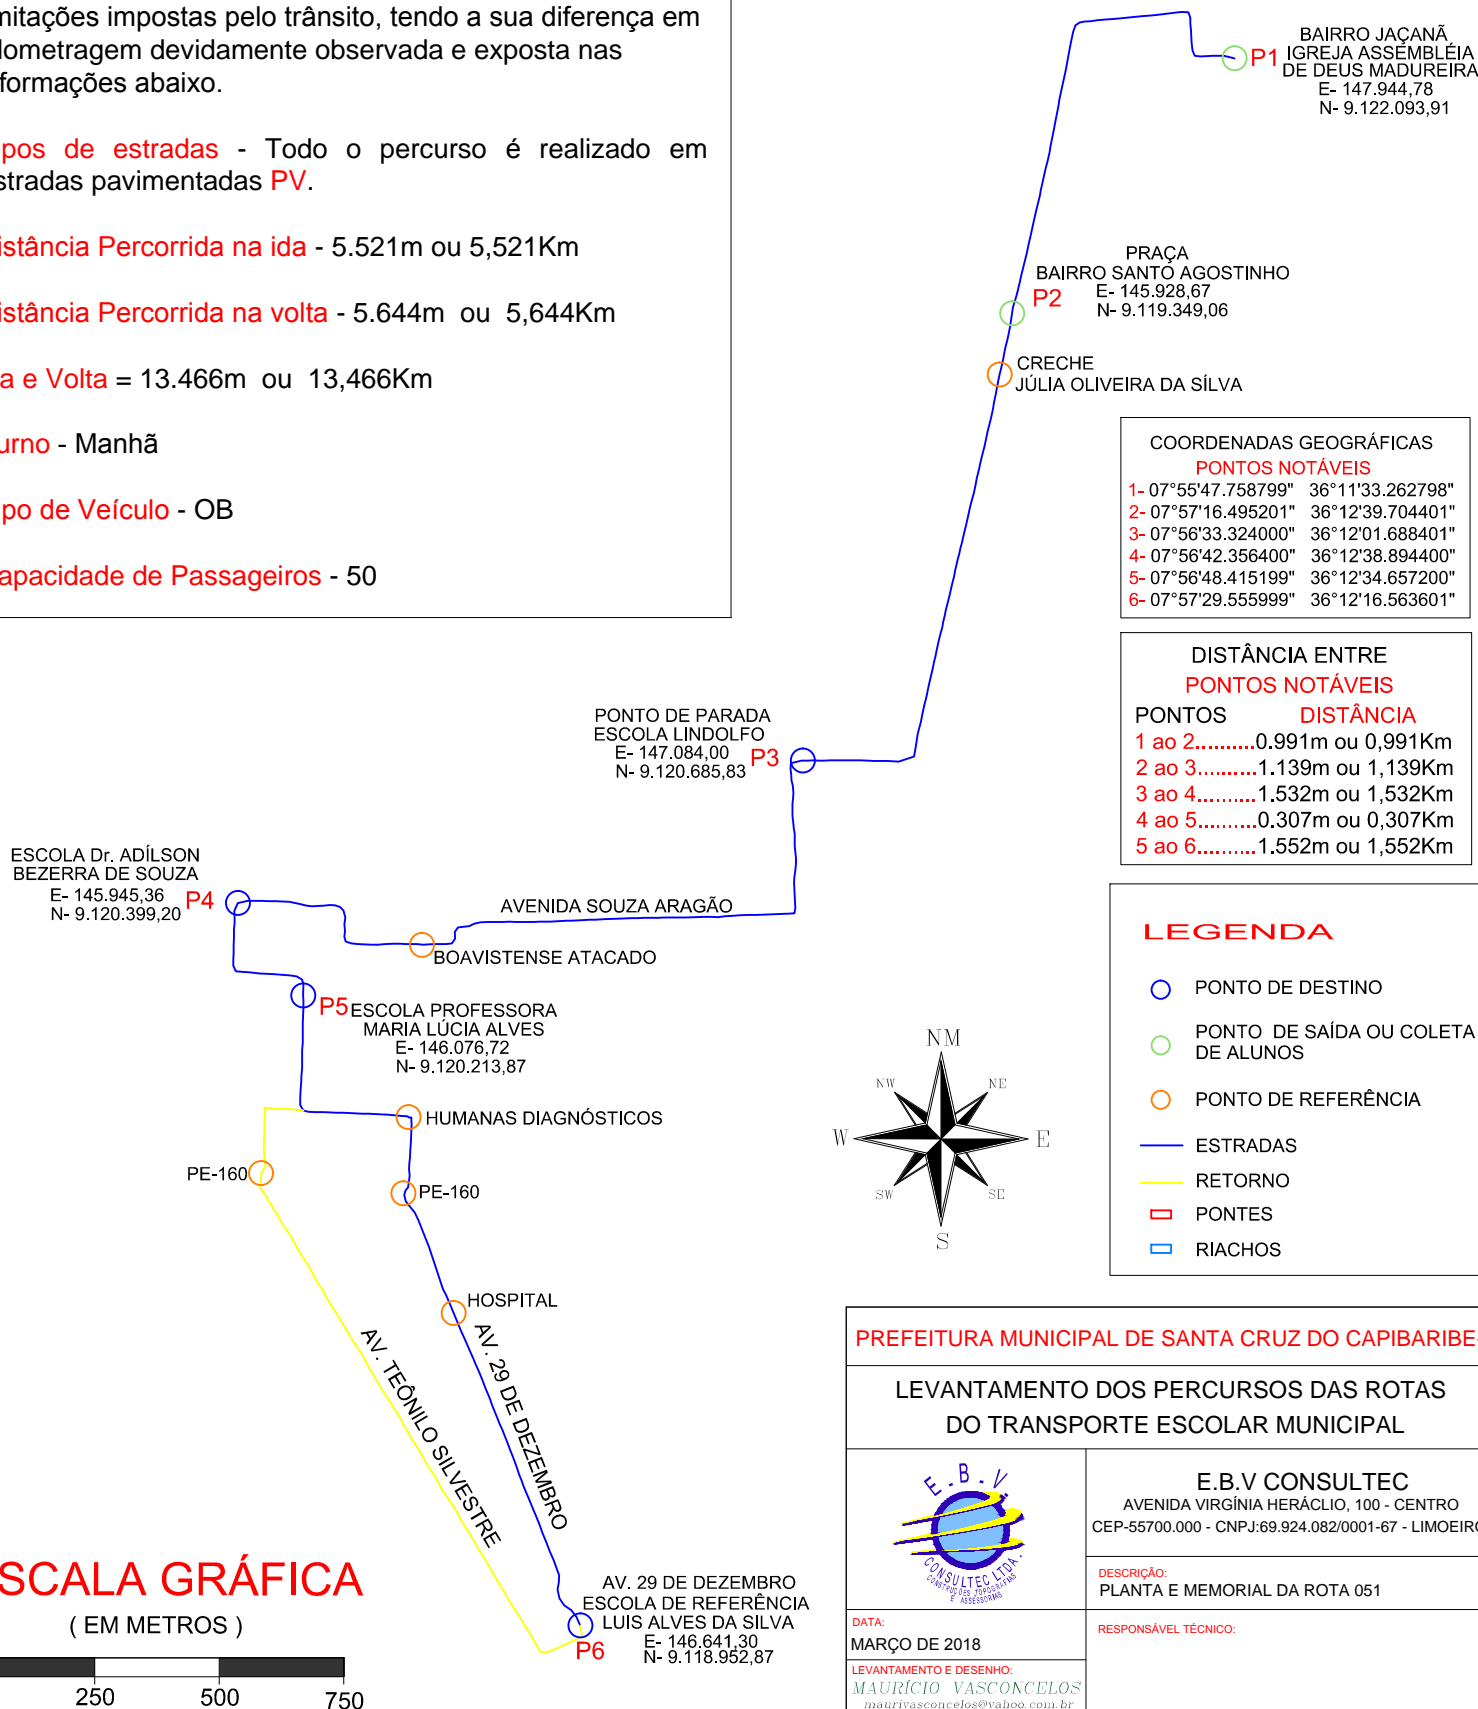 mitações impostas pelo trânsito, tendo a sua diferença em
lometragem devidamente observada e exposta nas
formações abaixo.
pos de estradas - Todo o percurso é realizado em
stradas pavimentadas PV.
istância Percorrida na ida - 5.521m ou 5,521Km
istância Percorrida na volta - 5.644m ou 5,644Km
a e Volta = 13.466m ou 13,466Km
urno - Manhã
po de Veículo - OB
apacidade de Passageiros - 50
P1
BAIRRO JAÇANÃ
IGREJA ASSEMBLÉIA
DE DEUS MADUREIRA
E- 147.944,78
N- 9.122.093,91
PRAÇA
BAIRRO SANTO AGOSTINHO
E- 145.928,67
P2
N- 9.119.349,06
CRECHE
JÚLIA OLIVEIRA DA SÍLVA
COORDENADAS GEOGRÁFICAS
PONTOS NOTÁVEIS
1- 07°55'47.758799" 36°11'33.262798"
2- 07°57'16.495201" 36°12'39.704401"
3- 07°56'33.324000" 36°12'01.688401"
4- 07°56'42.356400" 36°12'38.894400"
5- 07°56'48.415199" 36°12'34.657200"
6- 07°57'29.555999" 36°12'16.563601"
DISTÂNCIA ENTRE
PONTOS NOTÁVEIS
PONTOS DISTÂNCIA
1 ao 2..........0.991m ou 0,991Km
2 ao 3..........1.139m ou 1,139Km
3 ao 4..........1.532m ou 1,532Km
4 ao 5..........0.307m ou 0,307Km
5 ao 6..........1.552m ou 1,552Km
PONTO DE PARADA
ESCOLA LINDOLFO
E- 147.084,00
P3
N- 9.120.685,83
ESCOLA Dr. ADÍLSON
BEZERRA DE SOUZA
E- 145.945,36
P4
N- 9.120.399,20
AVENIDA SOUZA ARAGÃO
BOAVISTENSE ATACADO
P5
ESCOLA PROFESSORA
MARIA LÚCIA ALVES
E- 146.076,72
N- 9.120.213,87
HUMANAS DIAGNÓSTICOS
PE-160
PE-160
HOSPITAL
AV. TEÔNILO SILVESTRE
AV. 29 DE DEZEMBRO
AV. 29 DE DEZEMBRO
ESCOLA DE REFERÊNCIA
LUIS ALVES DA SILVA
E- 146.641,30
N- 9.118.952,87
P6
LEGENDA
PONTO DE DESTINO
PONTO DE SAÍDA OU COLETA
DE ALUNOS
PONTO DE REFERÊNCIA
ESTRADAS
RETORNO
PONTES
RIACHOS
NM
NW
NE
W
E
SW
SE
S
SCALA GRÁFICA
( EM METROS )
250 500 750
PREFEITURA MUNICIPAL DE SANTA CRUZ DO CAPIBARIBE-
LEVANTAMENTO DOS PERCURSOS DAS ROTAS
DO TRANSPORTE ESCOLAR MUNICIPAL
E. B. V.
CONSULTEC LTDA.
CONSTRUÇÕES TOPOGRAFIAS
E ASSESSORIAS
E.B.V CONSULTEC
AVENIDA VIRGÍNIA HERÁCLIO, 100 - CENTRO
CEP-55700.000 - CNPJ:69.924.082/0001-67 - LIMOEIRO
DESCRIÇÃO:
PLANTA E MEMORIAL DA ROTA 051
DATA:
MARÇO DE 2018
RESPONSÁVEL TÉCNICO:
LEVANTAMENTO E DESENHO:
MAURÍCIO VASCONCELOS
maurivasconcelos@yahoo.com.br